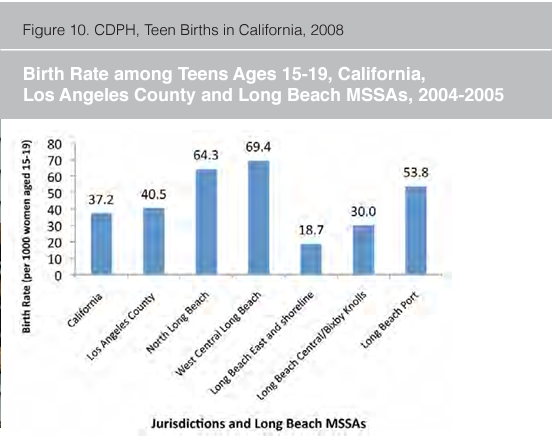 Figure 10. CDPH, Teen Births in California, 2008
Birth Rate among Teens Ages 15-19, California,
Los Angeles County and Long Beach MSSAs, 2004-2005
Birth Rate (per 1000 women aged 15-19)
80
70
60
50
40
30
20
10
0
37.2
40.5
64.3
69.4
18.7
30.0
53.8
California
Los Angeles County
North Long Beach
West Central Long Beach
Long Beach East and shoreline
Long Beach Central/Bixby Knolls
Long Beach Port
Jurisdictions and Long Beach MSSAs